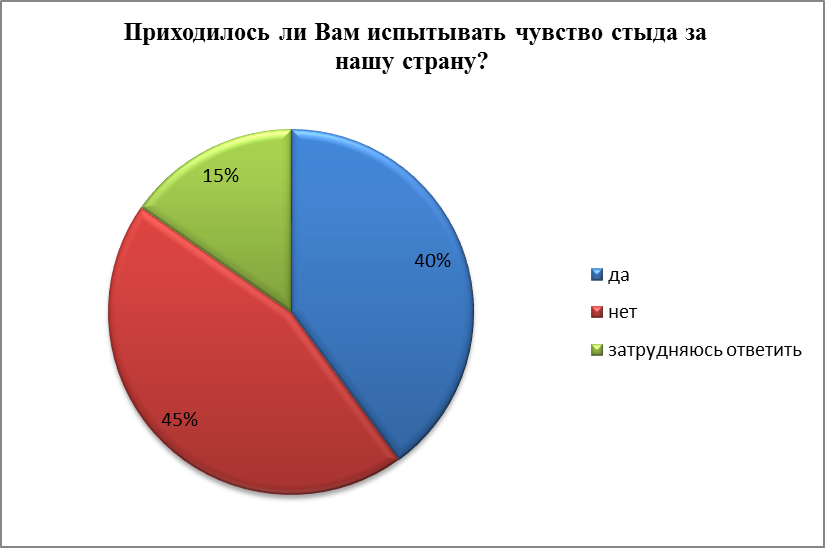 Приходилось ли Вам испытывать чувство стыда за
нашу страну?
15%
40%
45%
да
нет
затрудняюсь ответить